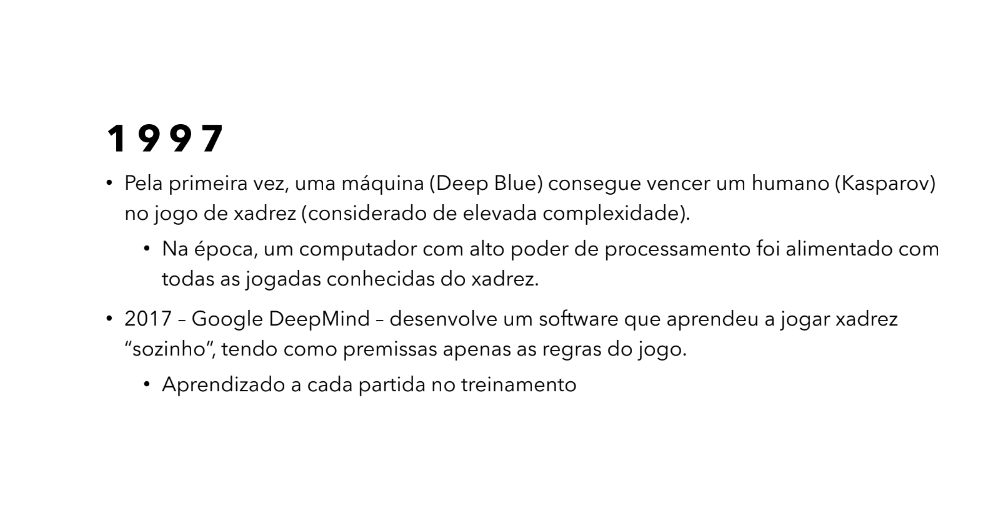 1997
• Pela primeira vez, uma máquina (Deep Blue) consegue vencer um humano (Kasparov)
no jogo de xadrez (considerado de elevada complexidade).
• Na época, um computador com alto poder de processamento foi alimentado com
todas as jogadas conhecidas do xadrez.
• 2017 – Google DeepMind – desenvolve um software que aprendeu a jogar xadrez
“sozinho”, tendo como premissas apenas as regras do jogo.
• Aprendizado a cada partida no treinamento